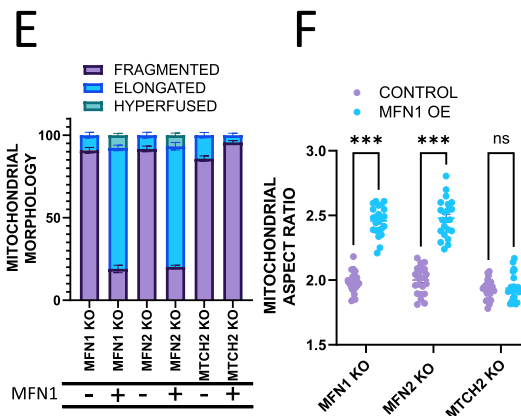 E
FRAGMENTED
ELONGATED
HYPERFUSED
MITOCHONDRIAL
MORPHOLOGY
100
50
0
MFN1 KO
MFN1 KO
MFN2 KO
MFN2 KO
MTCH2 KO
MTCH2 KO
MFN1 - + - + - +
F
CONTROL
MFN1 OE
*** *** ns
MITOCHONDRIAL
ASPECT RATIO
3.0
2.5
2.0
1.5
MFN1 KO
MFN2 KO
MTCH2 KO